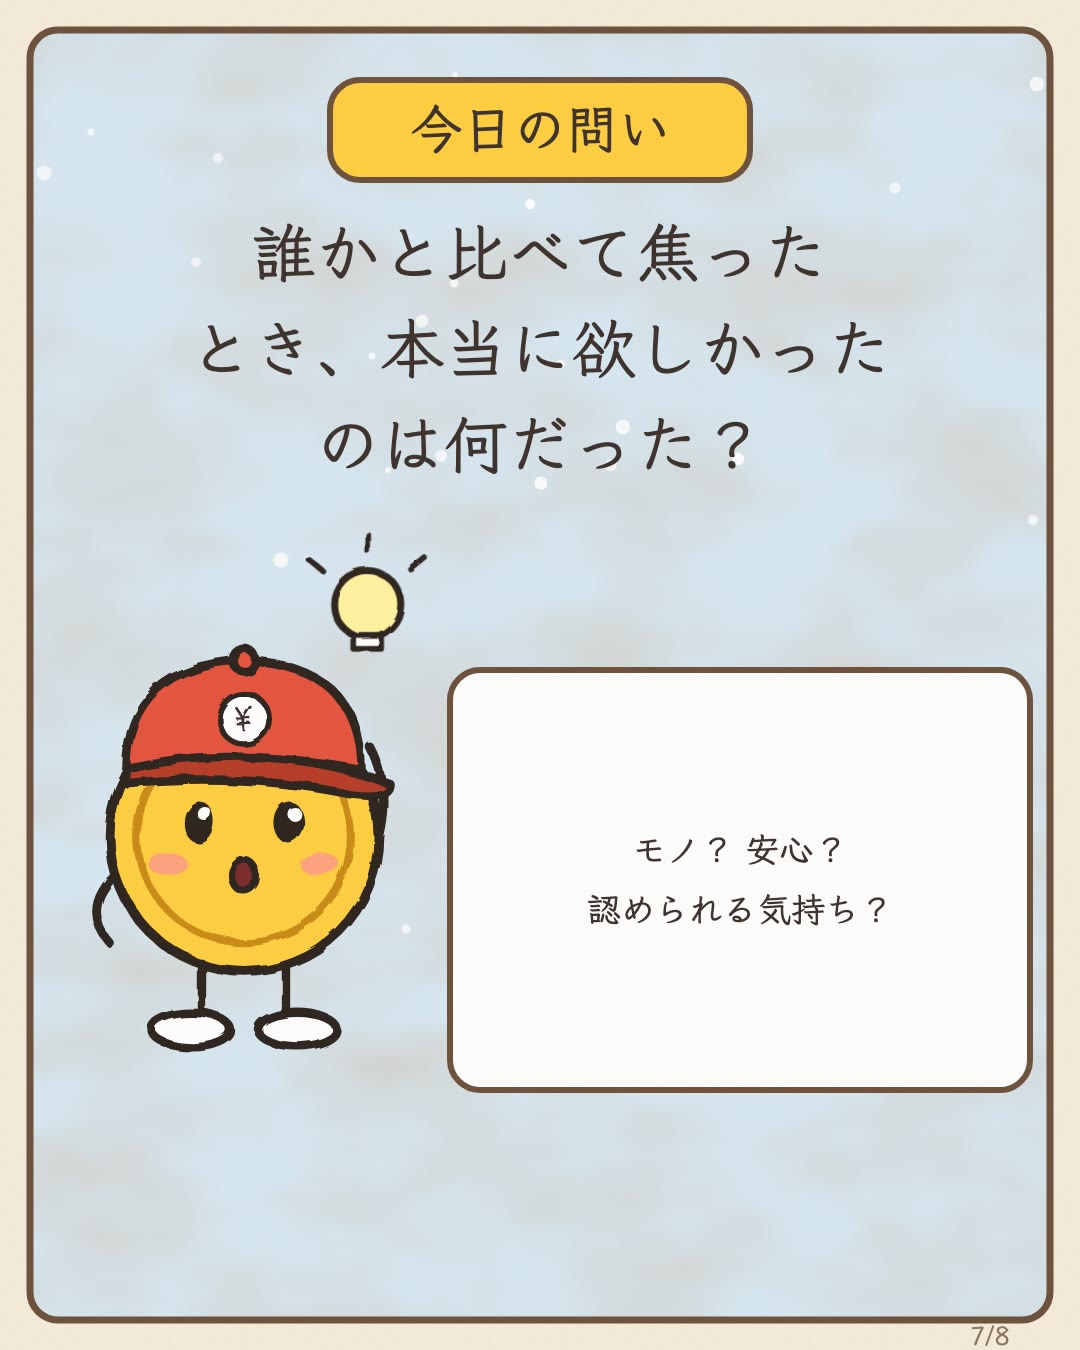 今日の問い
誰かと比べて焦った
とき、本当に欲しかった
のは何だった？
¥
モノ？ 安心？
認められる気持ち？
7/8